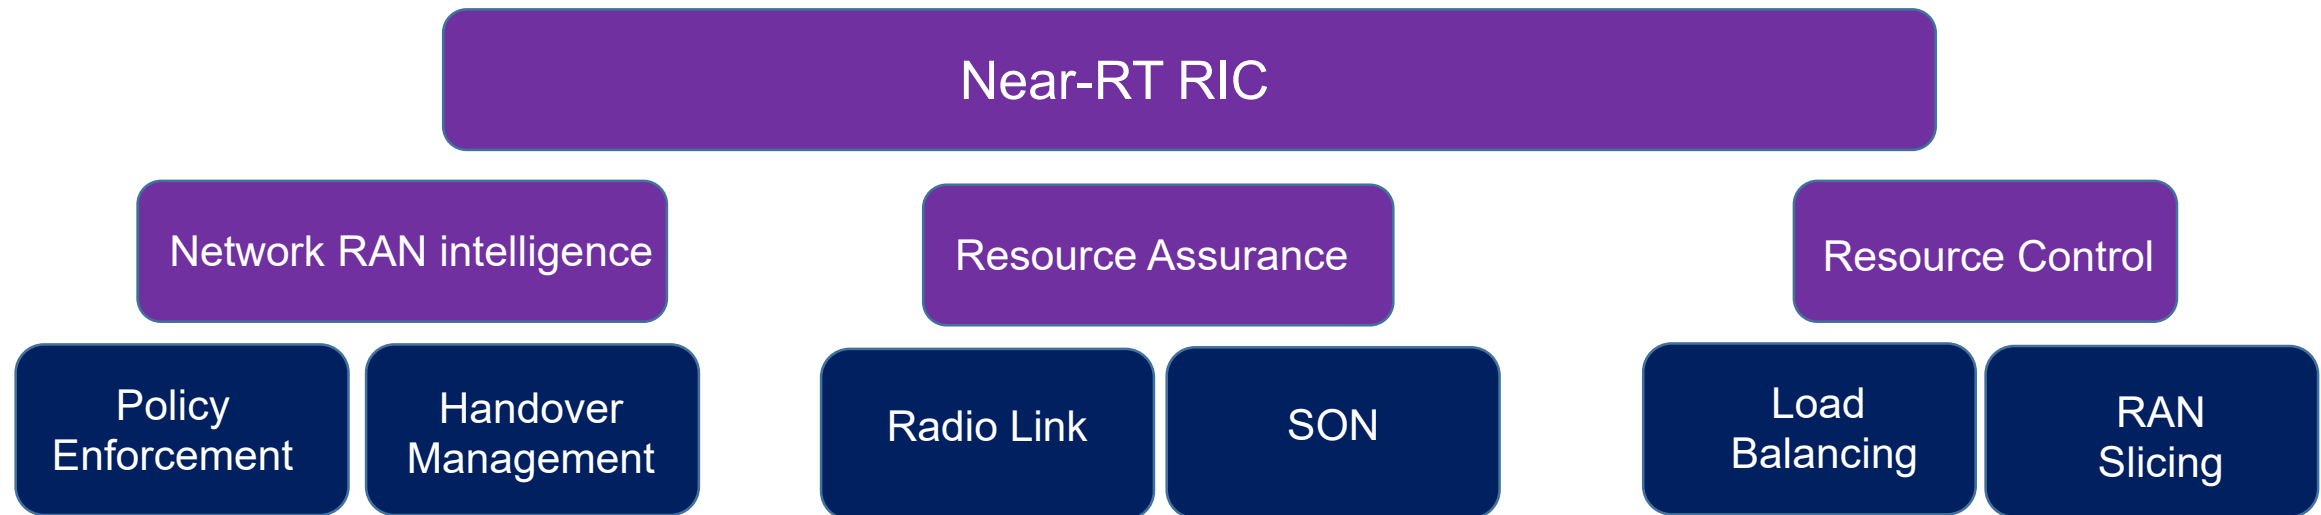 Near-RT RIC
Network RAN intelligence
Resource Assurance
Resource Control
Policy
Enforcement
Handover
Management
Radio Link
SON
Load
Balancing
RAN
Slicing